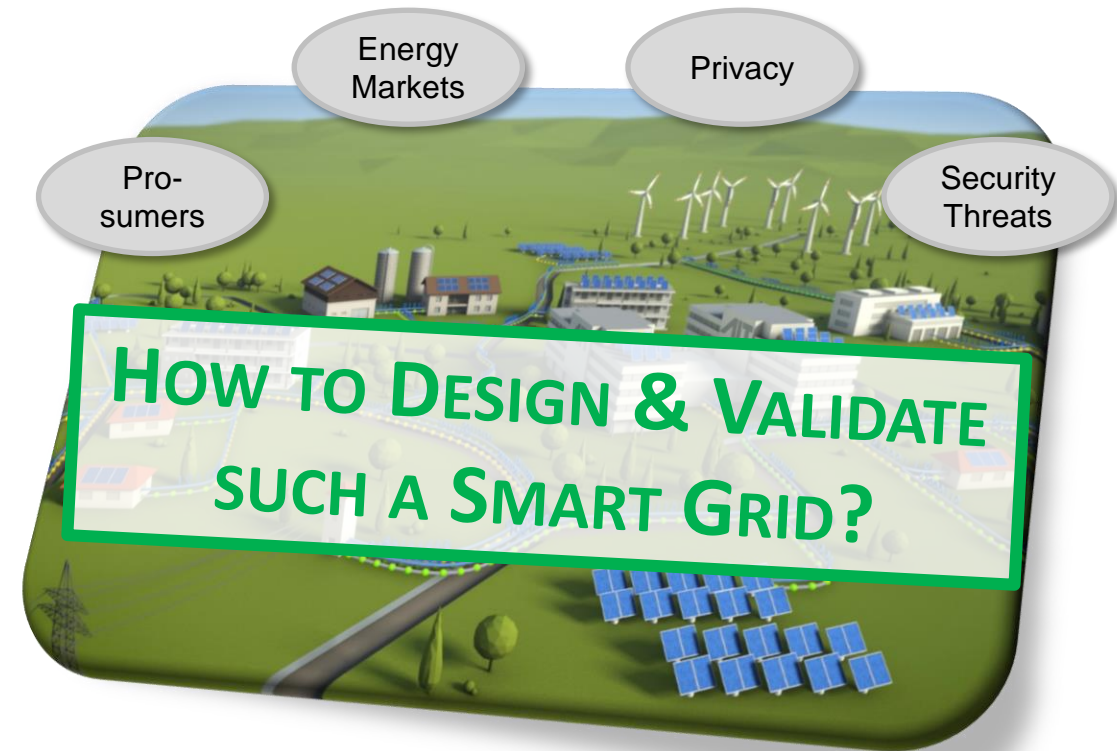 Energy
Markets
Privacy
Pro-
sumers
Security
Threats
HOW TO DESIGN & VALIDATE
SUCH A SMART GRID?